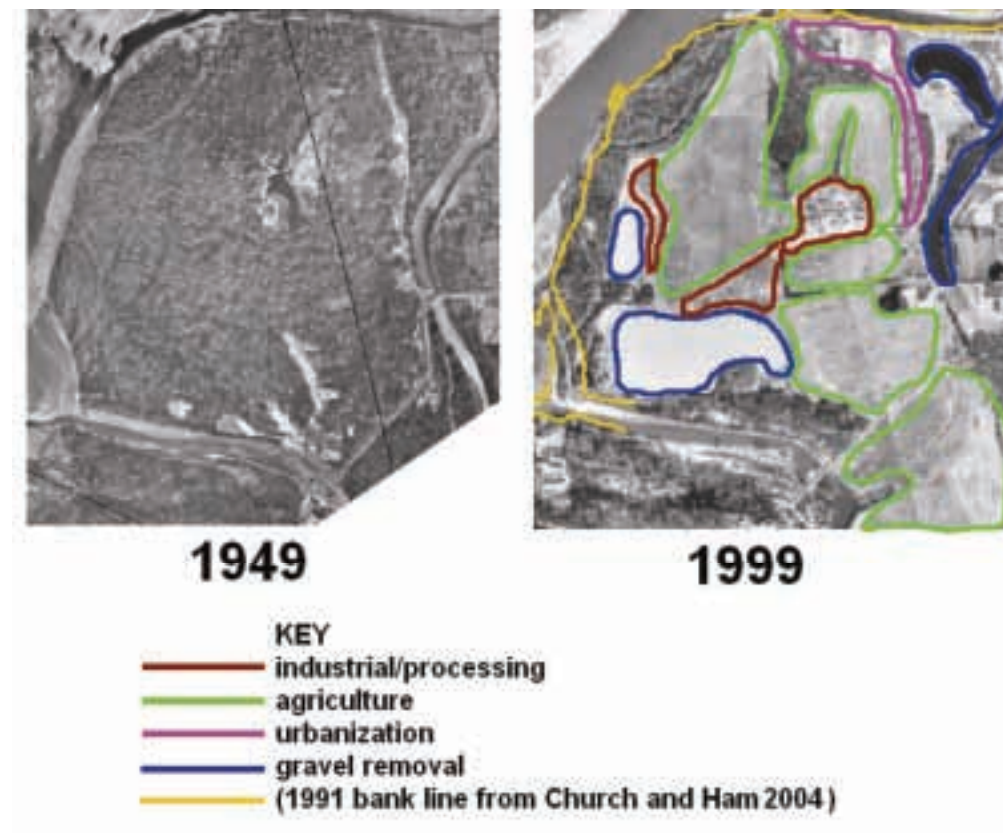 1949
1999
KEY
industrial/processing
agriculture
urbanization
gravel removal
(1991 bank line from Church and Ham 2004)